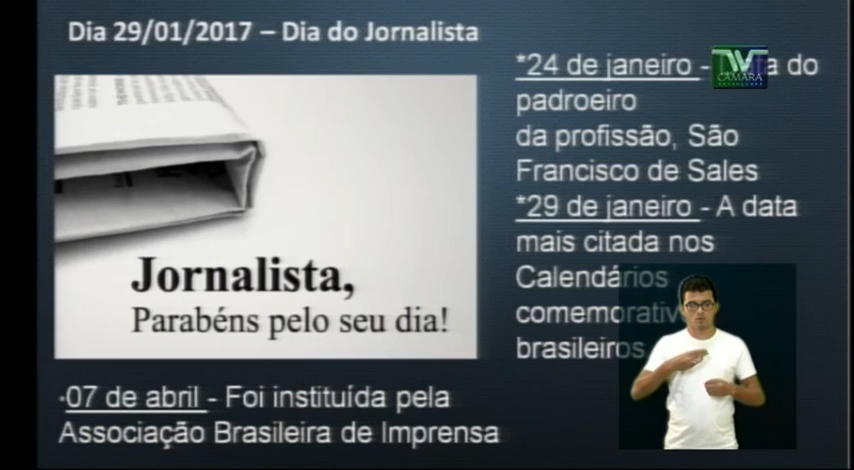 Dia 29/01/2017 – Dia do Jornalista
*24 de janeiro - a do
padroeiro
da profissão, São
Francisco de Sales
*29 de janeiro - A data
mais citada nos
Calendários
comemorativ
brasileiros
Jornalista,
Parabéns pelo seu dia!
·07 de abril - Foi instituída pela
Associação Brasileira de Imprensa
TV
CÂMARA